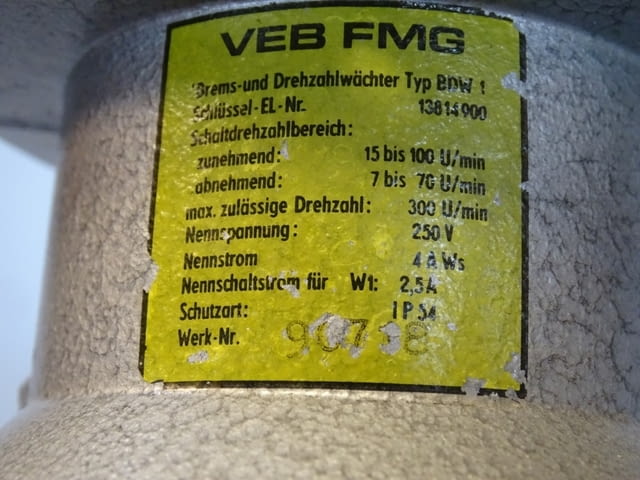 VEB FMG
Brems-und Drehzahlwächter Typ BDW 1
Schlüssel-EL-Nr. 13814900
Schaltdrehzahlbereich:
zunehmend: 15 bis 100 U/min
abnehmend: 7 bis 70 U/min
max. zulässige Drehzahl: 300 U/min
Nennspannung: 250 V
Nennstrom 4 A Ws
Nennschaltstrom für W1: 2,5A
Schutzart: IP 54
Werk-Nr.